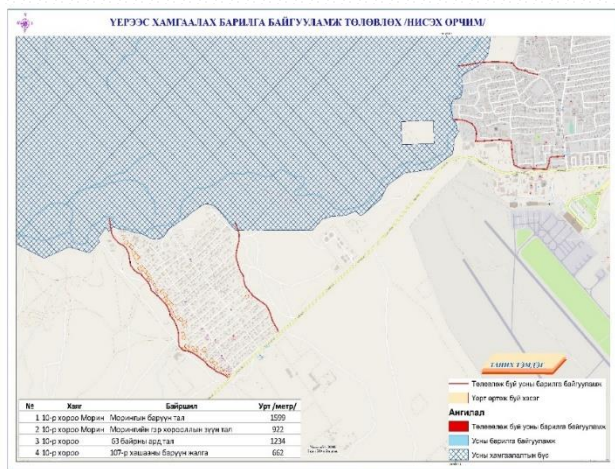 ҮЕРЭЭС ХАМГААЛАХ БАРИЛГА БАЙГУУЛАМЖ ТӨЛӨВЛӨХ /НИСЭХ ОРЧИМ/
ТАНИХ ТЭМДЭГ
Төлөвлөж буй усны барилга байгууламж
Үерт өртөж буй хэсэг
Ангилал
Төлөвлөж буй усны барилга байгууламж
Усны барилга байгууламж
Усны хамгаалалтын бүс
№ Хаяг Байршил Урт /метр/
1 10-р хороо Морин Морингын баруун тал 1599
2 10-р хороо Морин Морингийн гэр хорооллын зүүн тал 922
3 10-р хороо 63 байрны ард тал 1234
4 10-р хороо 107-р хашааны баруун жалга 662